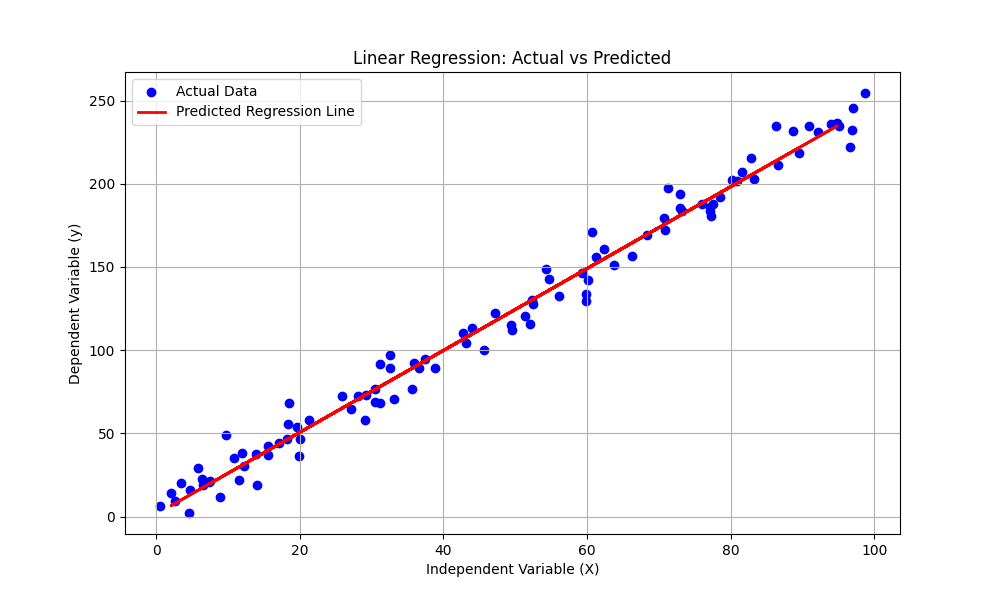 Linear Regression: Actual vs Predicted
Actual Data
Predicted Regression Line
250
200
150
100
50
0
Dependent Variable (y)
0 20 40 60 80 100
Independent Variable (X)